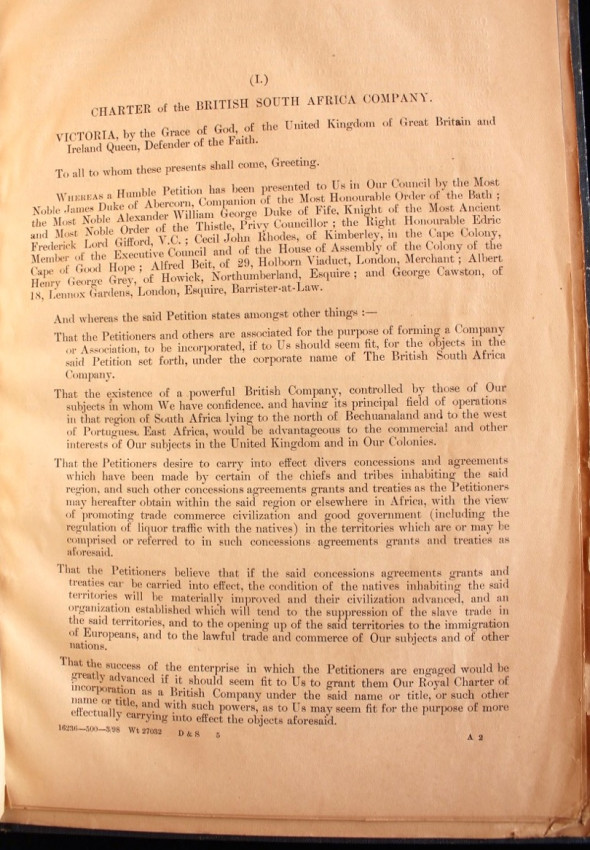 (I.)
CHARTER of the BRITISH SOUTH AFRICA COMPANY.
VICTORIA, by the Grace of God, of the United Kingdom of Great Britain and
Ireland Queen, Defender of the Faith.
To all to whom these presents shall come, Greeting.
WHEREAS a Humble Petition has been presented to Us in Our Council by the Most
Noble James Duke of Abercorn, Companion of the Most Honourable Order of the Bath ;
the Most Noble Alexander William George Duke of Fife, Knight of the Most Ancient
and Most Noble Order of the Thistle, Privy Councillor ; the Right Honourable Edric
Frederick Lord Gifford, V.C. ; Cecil John Rhodes, of Kimberley, in the Cape Colony,
Member of the Executive Council and of the House of Assembly of the Colony of the
Cape of Good Hope ; Alfred Beit, of 29, Holborn Viaduct, London, Merchant ; Albert
Henry George Grey, of Howick, Northumberland, Esquire ; and George Cawston, of
18, Lennox Gardens, London, Esquire, Barrister-at-Law.
And whereas the said Petition states amongst other things :—
That the Petitioners and others are associated for the purpose of forming a Company
or Association, to be incorporated, if to Us should seem fit, for the objects in the
said Petition set forth, under the corporate name of The British South Africa
Company.
That the existence of a powerful British Company, controlled by those of Our
subjects in whom We have confidence. and having its principal field of operations
in that region of South Africa lying to the north of Bechuanaland and to the west
of Portuguese East Africa, would be advantageous to the commercial and other
interests of Our subjects in the United Kingdom and in Our Colonies.
That the Petitioners desire to carry into effect divers concessions and agreements
which have been made by certain of the chiefs and tribes inhabiting the said
region, and such other concessions agreements grants and treaties as the Petitioners
may hereafter obtain within the said region or elsewhere in Africa, with the view
of promoting trade commerce civilization and good government (including the
regulation of liquor traffic with the natives) in the territories which are or may be
comprised or referred to in such concessions agreements grants and treaties as
aforesaid.
That the Petitioners believe that if the said concessions agreements grants and
treaties can be carried into effect, the condition of the natives inhabiting the said
territories will be materially improved and their civilization advanced, and an
organization established which will tend to the suppression of the slave trade in
the said territories, and to the opening up of the said territories to the immigration
of Europeans, and to the lawful trade and commerce of Our subjects and of other
nations.
That the success of the enterprise in which the Petitioners are engaged would be
greatly advanced if it should seem fit to Us to grant them Our Royal Charter of
incorporation as a British Company under the said name or title, or such other
name or title, and with such powers, as to Us may seem fit for the purpose of more
effectually carrying into effect the objects aforesaid.
16236—500—5/98 Wt 27032 D & S 5
A 2